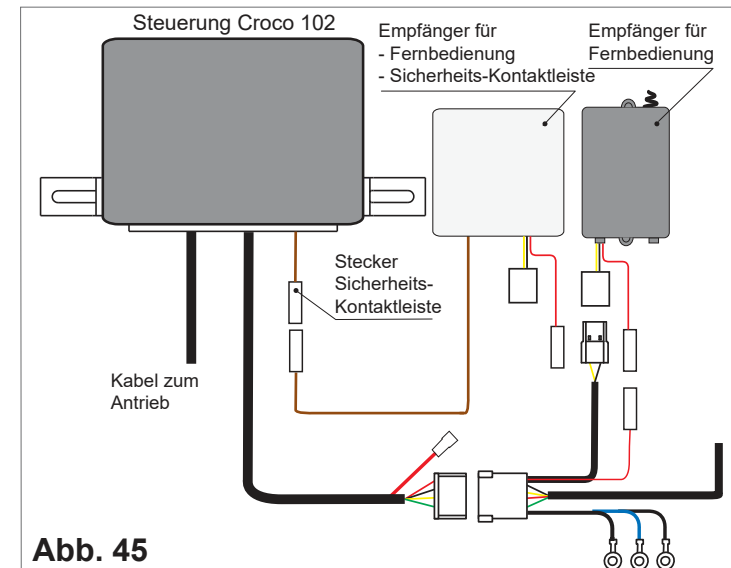 Steuerung Croco 102
Empfänger für
- Fernbedienung
- Sicherheits-Kontaktleiste
Empfänger für
Fernbedienung
Stecker
Sicherheits-
Kontaktleiste
Kabel zum
Antrieb
Abb. 45